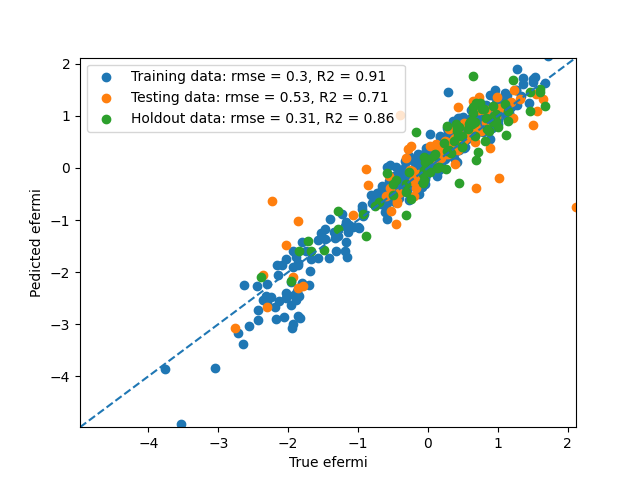 Training data: rmse = 0.3, R2 = 0.91
Testing data: rmse = 0.53, R2 = 0.71
Holdout data: rmse = 0.31, R2 = 0.86
2
1
0
−1
−2
−3
−4
Pedicted efermi
−4 −3 −2 −1 0 1 2
True efermi